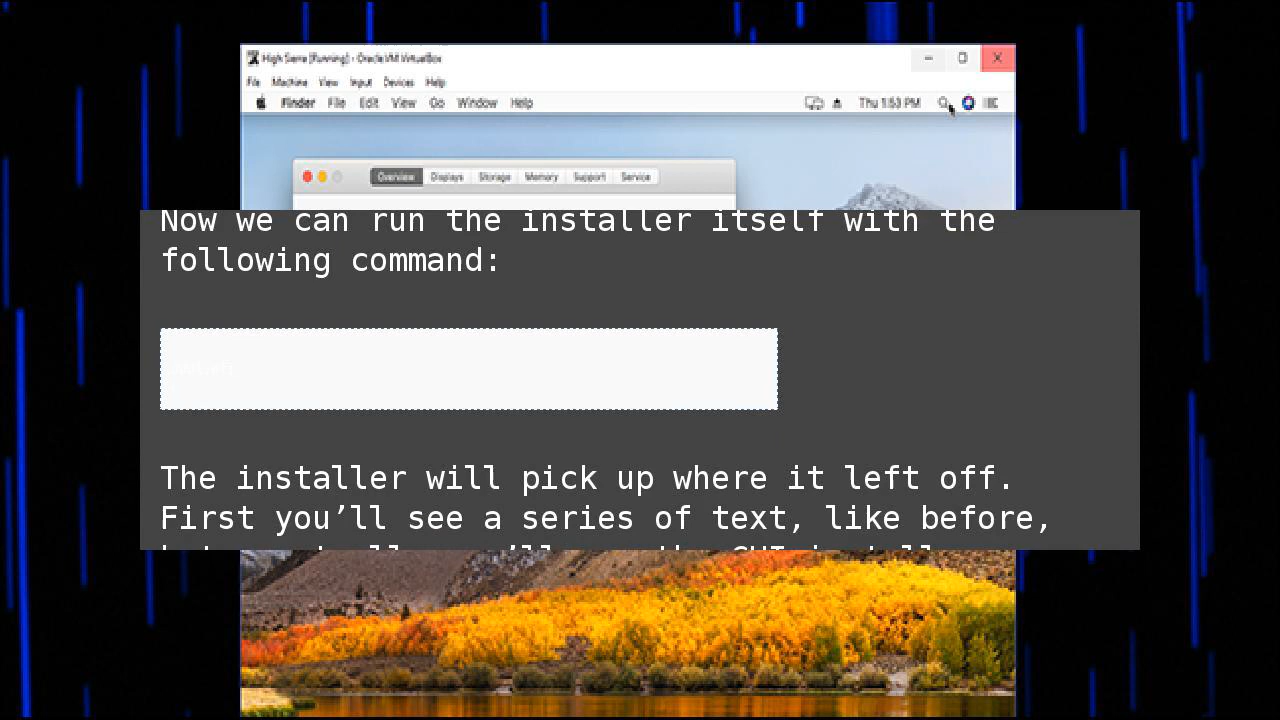 High Sierra [Running] - Oracle VM VirtualBox
File Machine View Input Devices Help
Finder File Edit View Go Window Help Thu 1:53 PM
Overview Displays Storage Memory Support Service
Now we can run the installer itself with the
following command:
The installer will pick up where it left off.
First you’ll see a series of text, like before,